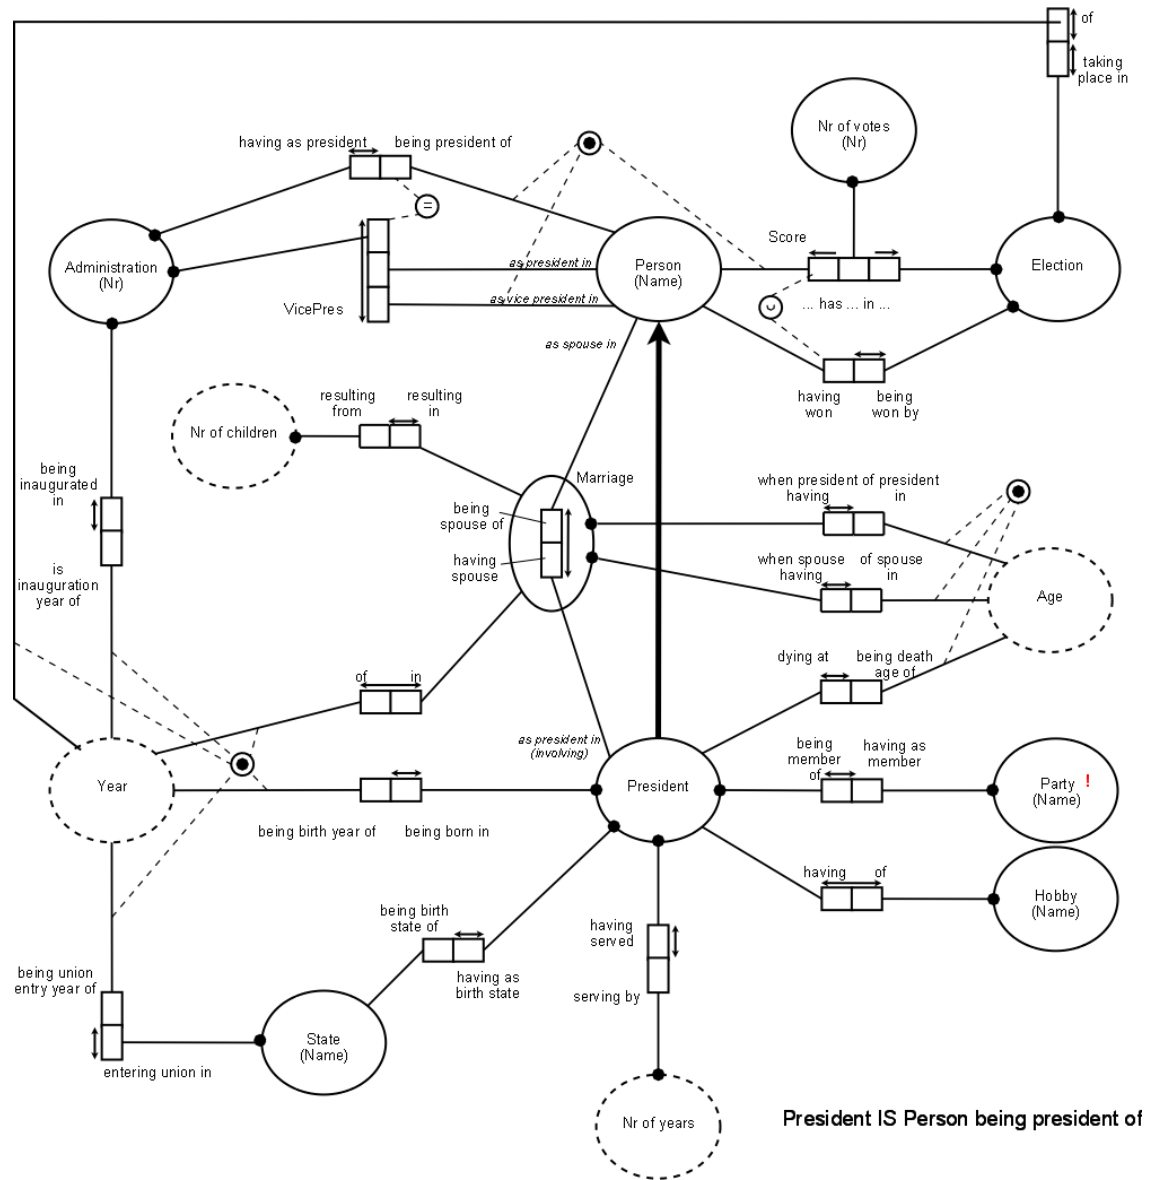 of
taking
place in
Nr of votes
(Nr)
having as president
being president of
=
Administration
(Nr)
Person
(Name)
Election
Score
as president in
as vice president in
VicePres
... has ... in ...
as spouse in
having
won
being
won by
resulting
from
resulting
in
Nr of children
Marriage
being
inaugurated
in
being
spouse of
having
spouse
when president of president
having in
when spouse
having
of spouse
in
is
inauguration
year of
Age
dying at
being death
age of
of in
as president in
(involving)
being
member
of
having as
member
Year
President
Party !
(Name)
being birth year of
being born in
having of
Hobby
(Name)
being birth
state of
having
served
having as
birth state
being union
entry year of
serving by
State
(Name)
entering union in
Nr of years
President IS Person being president of